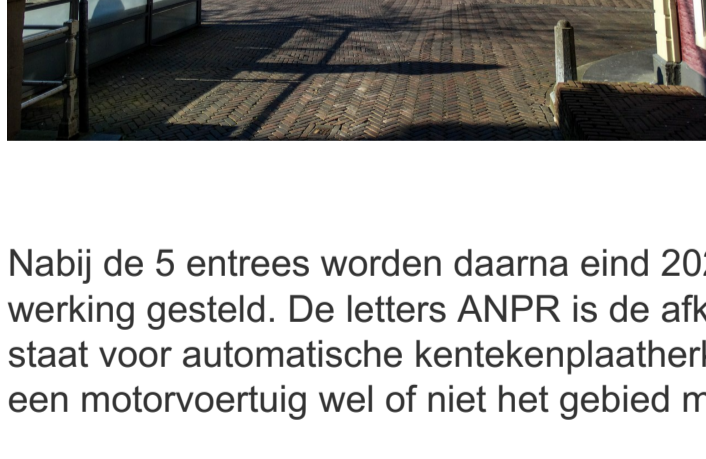 Nabij de 5 entrees worden daarna eind
werking gesteld. De letters ANPR is de
staat voor automatische
een motorvoertuig wel of niet het gebied